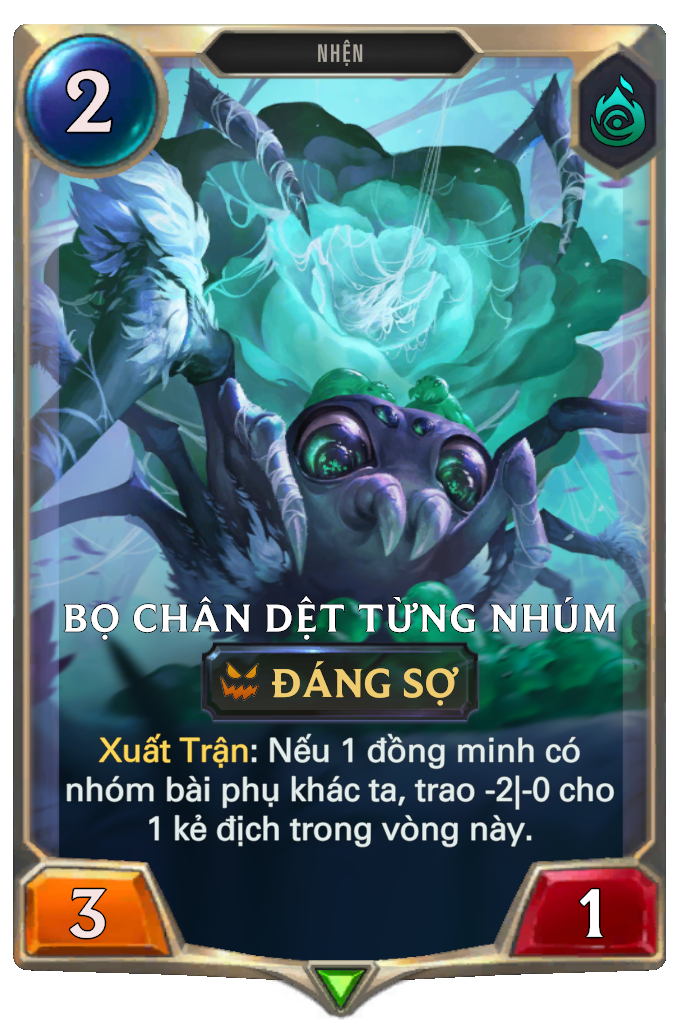 NHỆN
2
BỌ CHÂN DỆT TỪNG NHÚM
ĐÁNG SỢ
Xuất Trận: Nếu 1 đồng minh có
nhóm bài phụ khác ta, trao -2|-0 cho
1 kẻ địch trong vòng này.
3
1